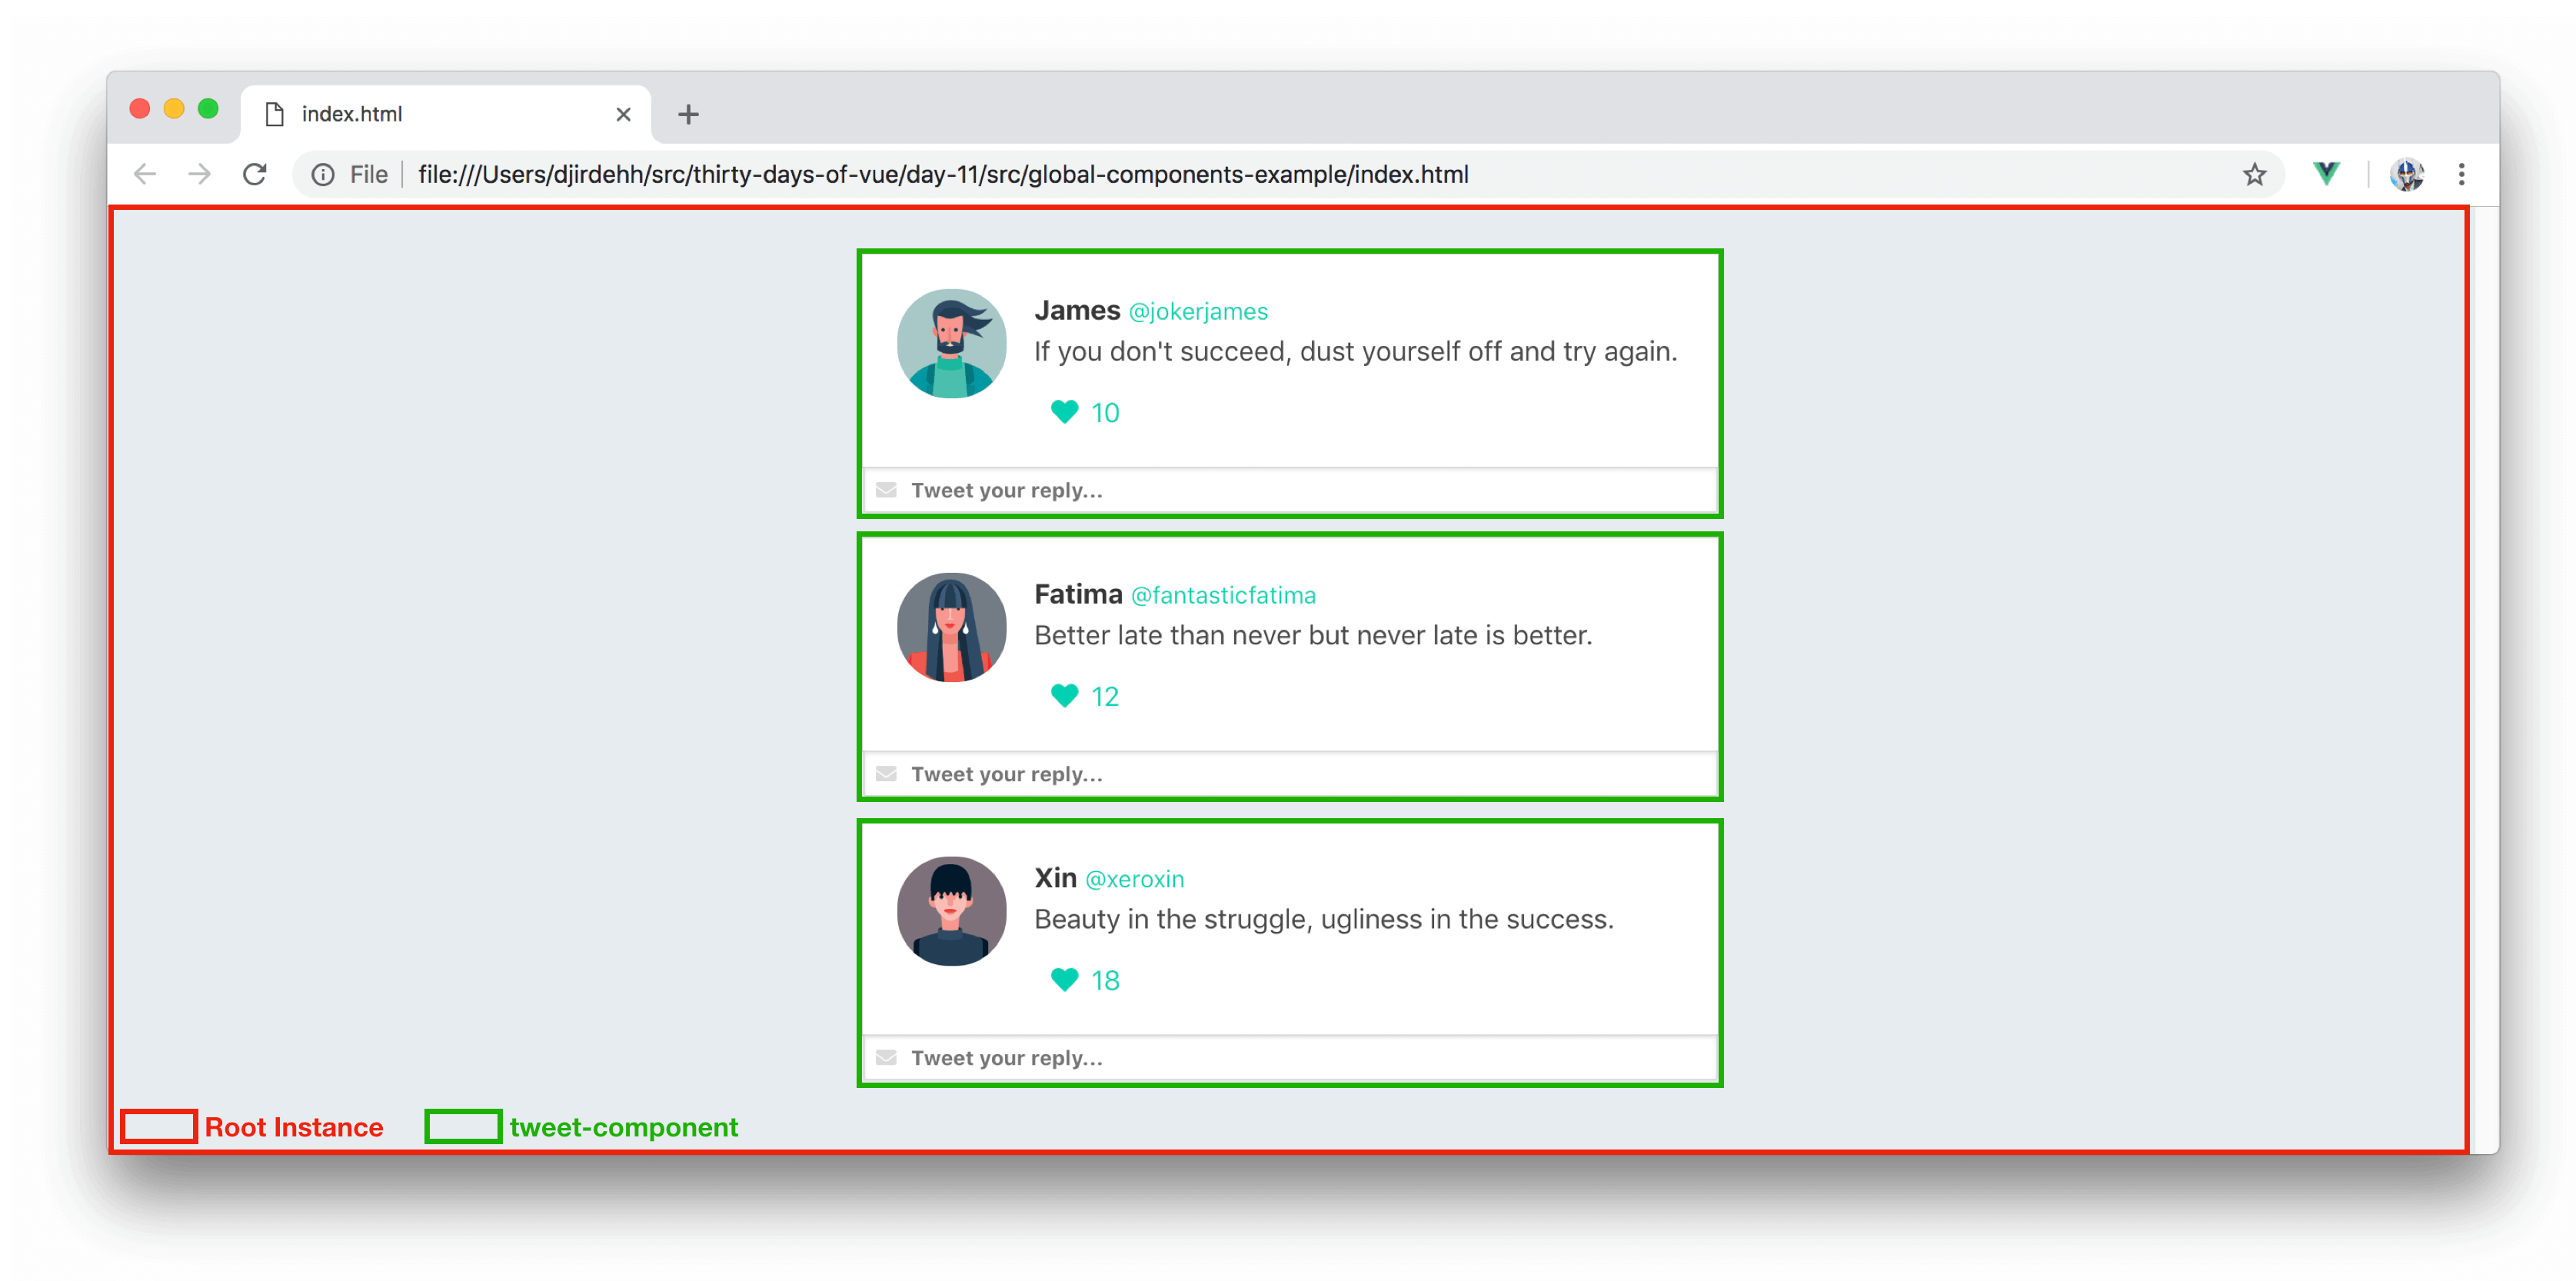 index.html
File file:///Users/djirdehh/src/thirty-days-of-vue/day-11/src/global-components-example/index.html
James @jokerjames
If you don't succeed, dust yourself off and try again.
10
Tweet your reply...
Fatima @fantasticfatima
Better late than never but never late is better.
12
Tweet your reply...
Xin @xeroxin
Beauty in the struggle, ugliness in the success.
18
Tweet your reply...
Root Instance tweet-component